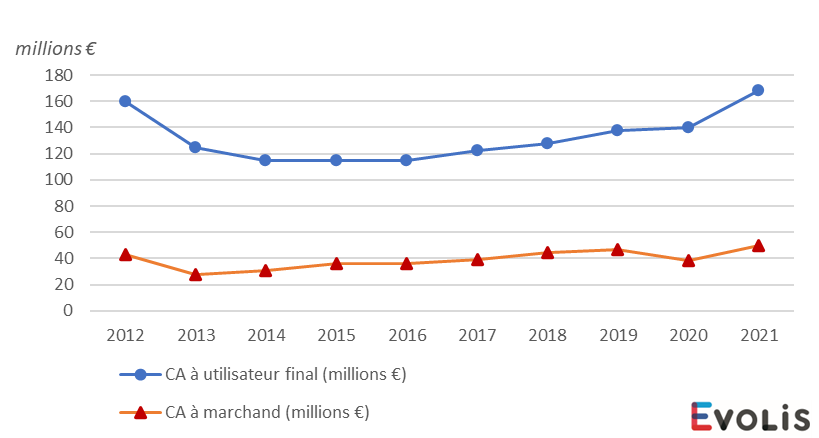 millions €
180
160
140
120
100
80
60
40
20
0
2012 2013 2014 2015 2016 2017 2018 2019 2020 2021
CA à utilisateur final (millions €)
CA à marchand (millions €)
EVOLIS